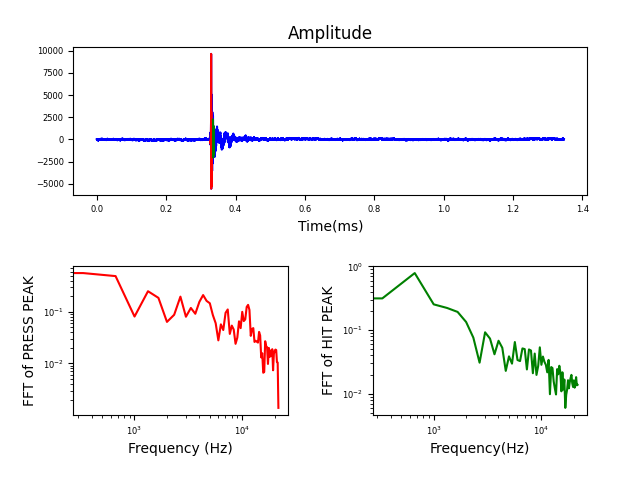 Amplitude
10000
7500
5000
2500
0
−2500
−5000
0.0 0.2 0.4 0.6 0.8 1.0 1.2 1.4
Time(ms)
FFT of PRESS PEAK
10⁻¹
10⁻²
10³ 10⁴
Frequency (Hz)
FFT of HIT PEAK
10⁰
10⁻¹
10⁻²
10³ 10⁴
Frequency(Hz)